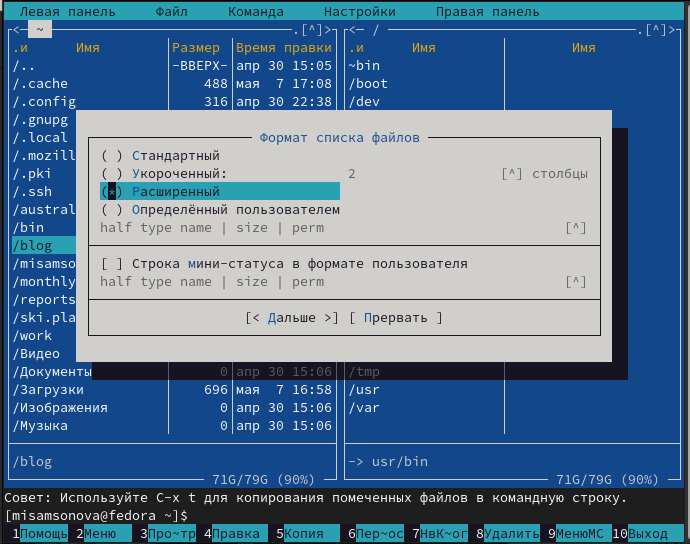 Левая панель Файл Команда Настройки Правая панель
<─ ~ .[^]> <─ / .[^]>
.и Имя Размер Время правки .и Имя Имя
/.. -ВВЕРХ- апр 30 15:05 ~bin
/.cache 488 мая 7 17:08 /boot
/.config 316 апр 30 22:38 /dev
/.gnupg
/.local
/.mozill
/.pki
/.ssh
/austral
/bin
/blog
/misamso
/monthly
/reports
/ski.pla
/work
/Видео
Формат списка файлов
( ) Стандартный
( ) Укороченный: 2 [^] столбцы
(*) Расширенный
( ) Определённый пользователем
half type name | size | perm [^]
[ ] Строка мини-статуса в формате пользователя
half type name | size | perm [^]
[< Дальше >] [ Прервать ]
/Документы 0 апр 30 15:06 /tmp
/Загрузки 696 мая 7 16:58 /usr
/Изображения 0 апр 30 15:06 /var
/Музыка 0 апр 30 15:06
/blog -> usr/bin
71G/79G (90%) 71G/79G (90%)
Совет: Используйте C-x t для копирования помеченных файлов в командную строку.
[misamsonova@fedora ~]$
1Помощь 2Меню 3Про~тр 4Правка 5Копия 6Пер~ос 7НвК~ог 8Удалить 9МенюМС 10Выход